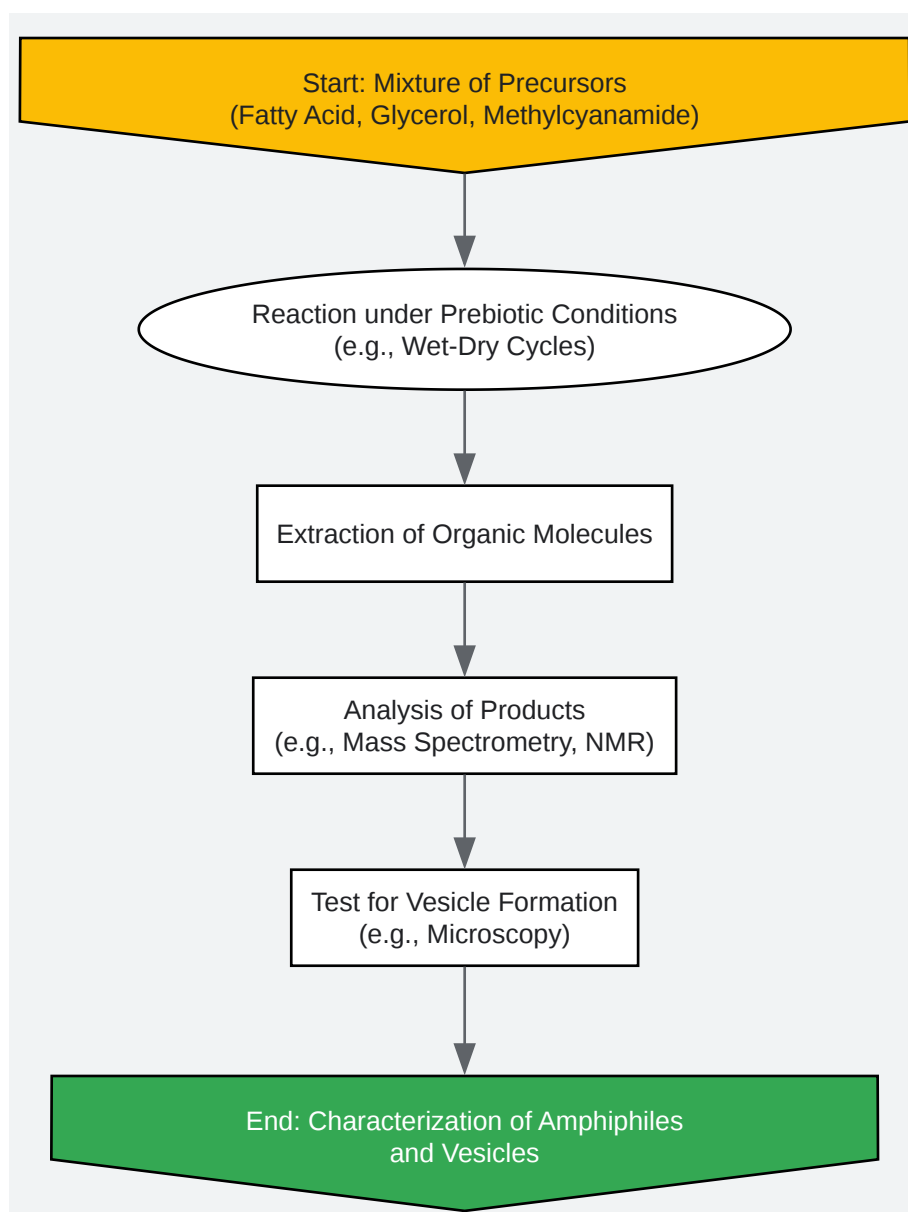 Start: Mixture of Precursors
(Fatty Acid, Glycerol, Methylcyanamide)
Reaction under Prebiotic Conditions
(e.g., Wet-Dry Cycles)
Extraction of Organic Molecules
Analysis of Products
(e.g., Mass Spectrometry, NMR)
Test for Vesicle Formation
(e.g., Microscopy)
End: Characterization of Amphiphiles
and Vesicles